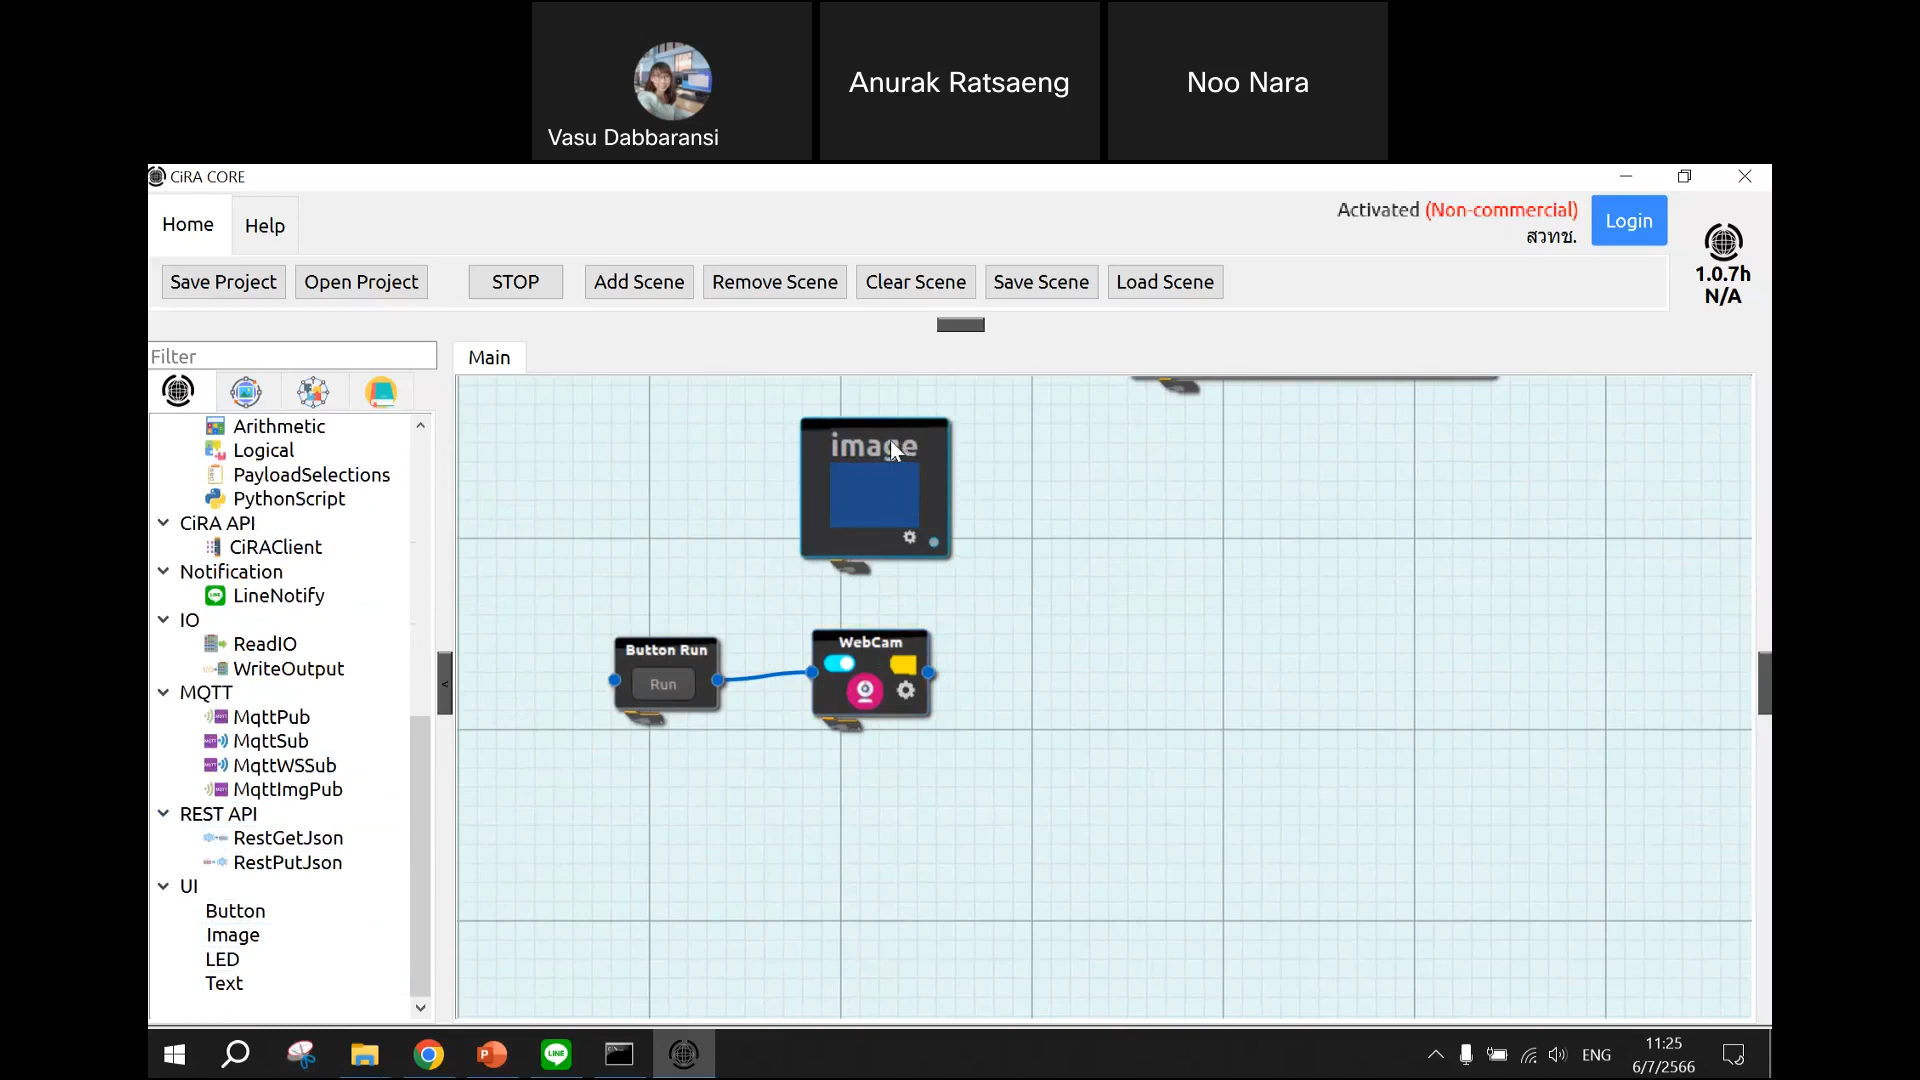 Vasu Dabbaransi
Anurak Ratsaeng
Noo Nara
CiRA CORE
Home
Help
Activated (Non-commercial)
สวทช.
Login
1.0.7h
N/A
Save Project
Open Project
STOP
Add Scene
Remove Scene
Clear Scene
Save Scene
Load Scene
Filter
Main
Arithmetic
Logical
PayloadSelections
PythonScript
CiRA API
CiRAClient
Notification
LineNotify
IO
ReadIO
WriteOutput
MQTT
MqttPub
MqttSub
MqttWSSub
MqttImgPub
REST API
RestGetJson
RestPutJson
UI
Button
Image
LED
Text
image
Button Run
Run
WebCam
ENG
11:25
6/7/2566